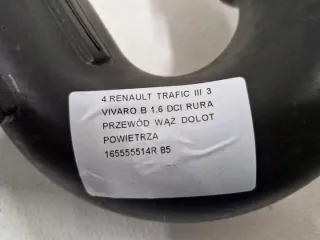 4.RENAULT TRAFIC III 3
VIVARO B 1.6 DCI RURA
PRZEWÓD WĄŻ DOLOT
POWIETRZA
165555514R B5